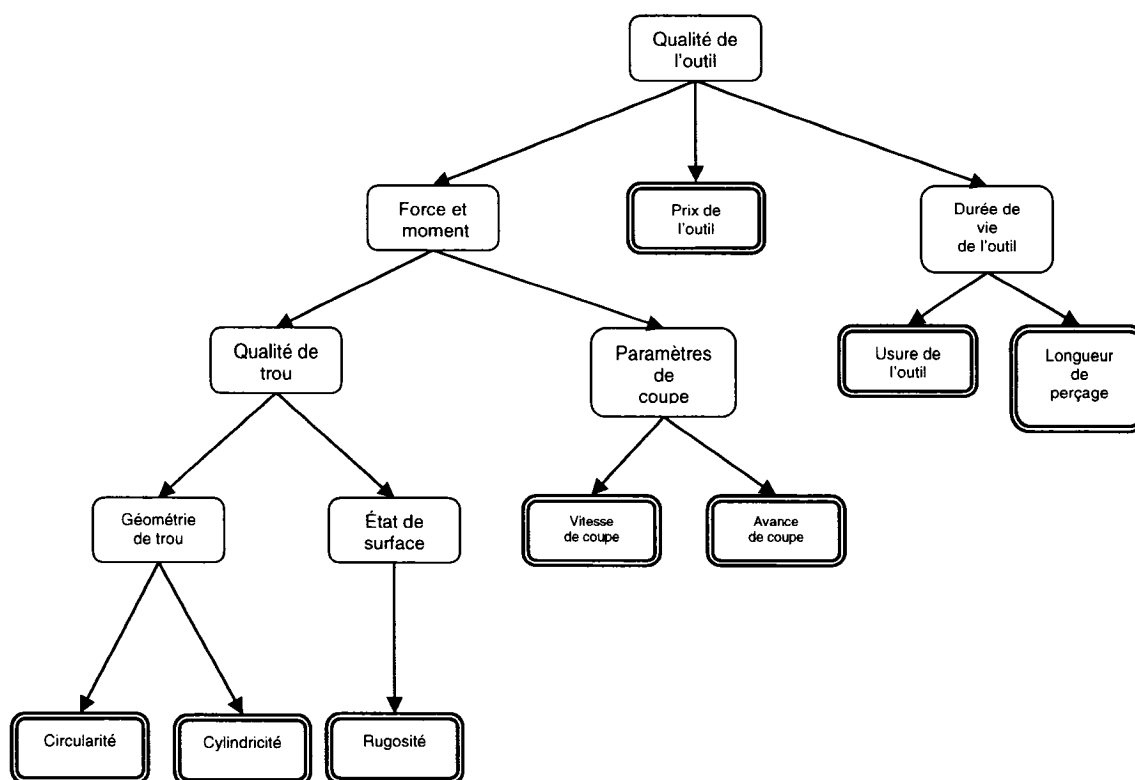 Qualité de
l'outil
Force et
moment
Prix de
l'outil
Durée de
vie
de l'outil
Qualité de
trou
Paramètres
de
coupe
Usure de
l'outil
Longueur
de
perçage
Géométrie
de trou
État de
surface
Vitesse
de coupe
Avance
de coupe
Circularité
Cylindricité
Rugosité